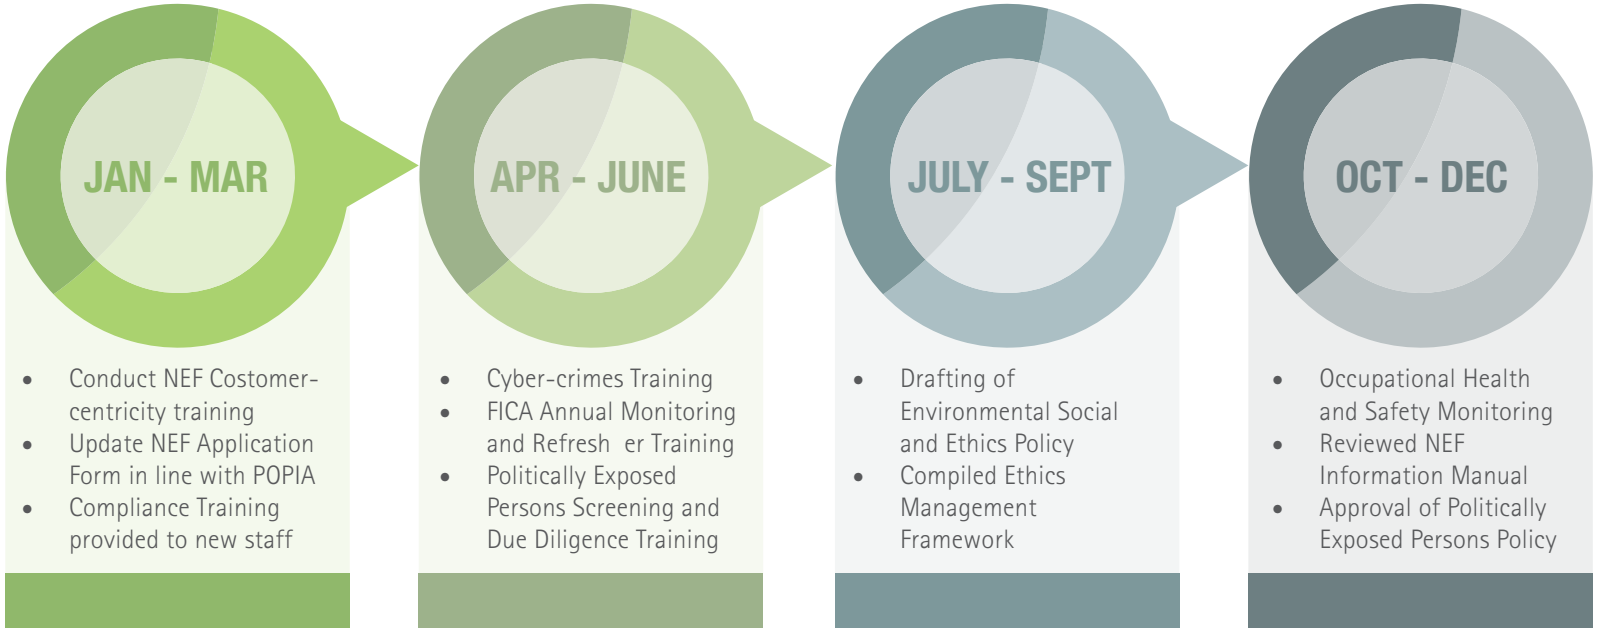 JAN - MAR
• Conduct NEF Costomer-
centricity training
• Update NEF Application
Form in line with POPIA
• Compliance Training
provided to new staff
APR - JUNE
• Cyber-crimes Training
• FICA Annual Monitoring
and Refresh er Training
• Politically Exposed
Persons Screening and
Due Diligence Training
JULY - SEPT
• Drafting of
Environmental Social
and Ethics Policy
• Compiled Ethics
Management
Framework
OCT - DEC
• Occupational Health
and Safety Monitoring
• Reviewed NEF
Information Manual
• Approval of Politically
Exposed Persons Policy